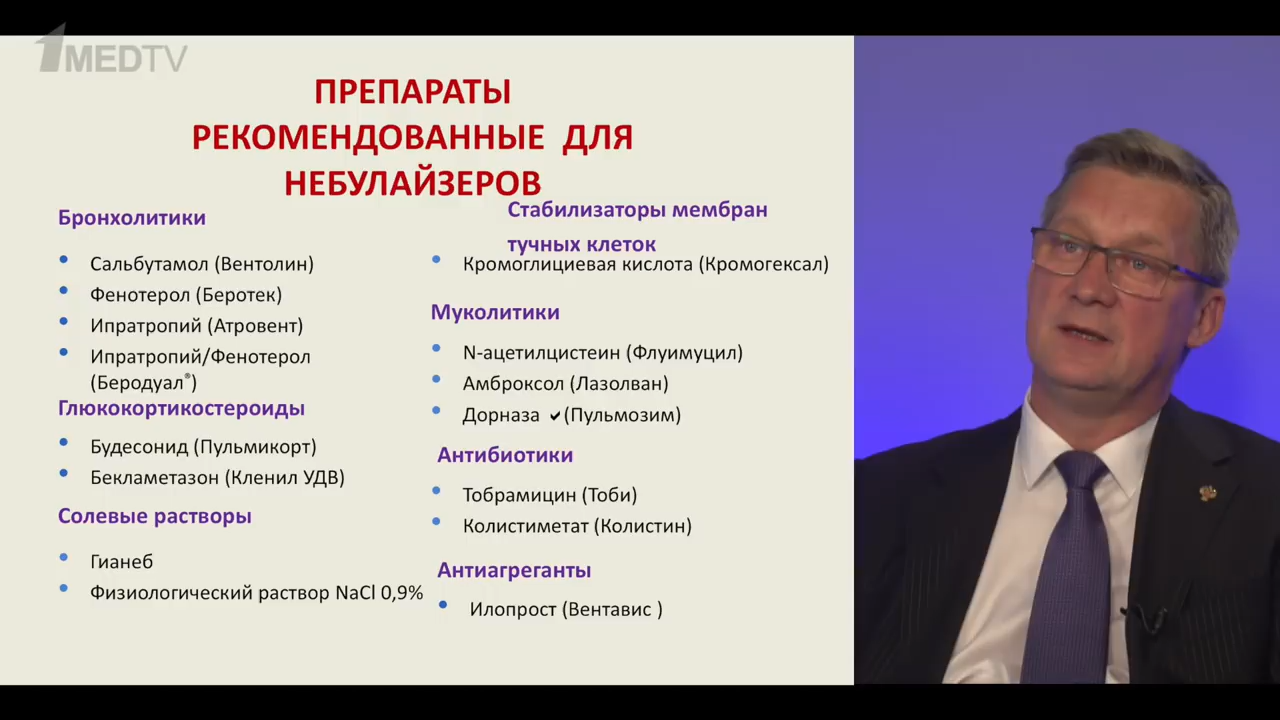 1MEDTV
ПРЕПАРАТЫ
РЕКОМЕНДОВАННЫЕ ДЛЯ
НЕБУЛАЙЗЕРОВ
Бронхолитики
• Сальбутамол (Вентолин)
• Фенотерол (Беротек)
• Ипратропий (Атровент)
• Ипратропий/Фенотерол
(Беродуал®)
Глюкокортикостероиды
• Будесонид (Пульмикорт)
• Бекламетазон (Кленил УДВ)
Солевые растворы
• Гианеб
• Физиологический раствор NaCl 0,9%
Стабилизаторы мембран
тучных клеток
• Кромоглициевая кислота (Кромогексал)
Муколитики
• N-ацетилцистеин (Флуимуцил)
• Амброксол (Лазолван)
• Дорназа (Пульмозим)
Антибиотики
• Тобрамицин (Тоби)
• Колистиметат (Колистин)
Антиагреганты
• Илопрост (Вентавис )